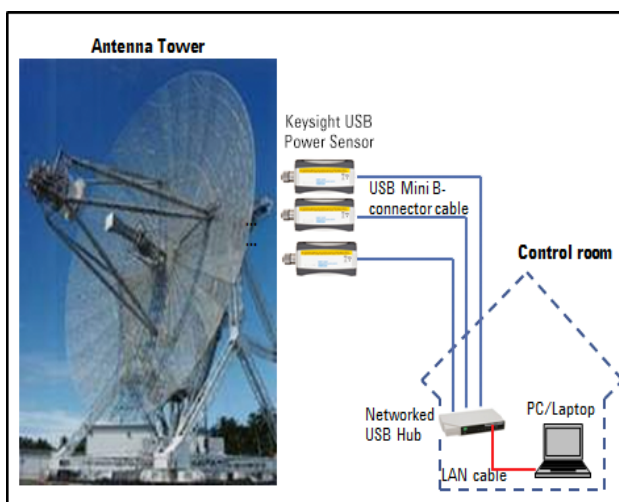 Antenna Tower
Keysight USB
Power Sensor
USB Mini B-
connector cable
Control room
Networked
USB Hub
PC/Laptop
LAN cable